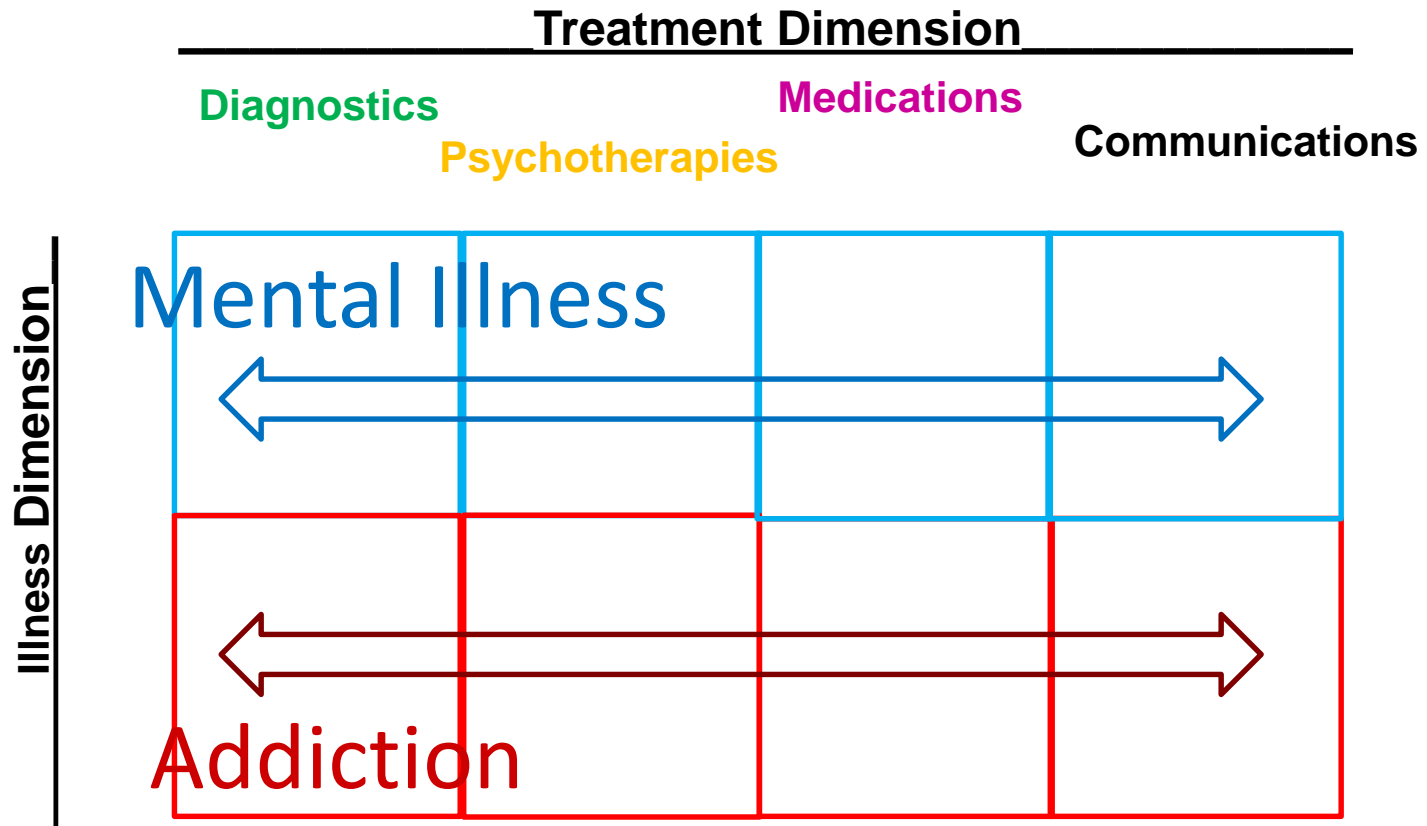 Treatment Dimension
Diagnostics
Psychotherapies
Medications
Communications
Illness Dimension
Mental Illness
Addiction